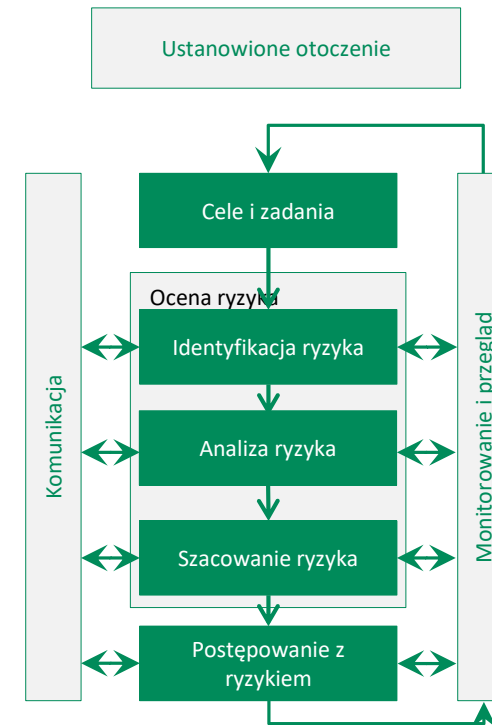 Ustanowione otoczenie
Cele i zadania
Ocena ryzyka
Identyfikacja ryzyka
Analiza ryzyka
Szacowanie ryzyka
Postępowanie z
ryzykiem
Komunikacja
Monitorowanie i przegląd